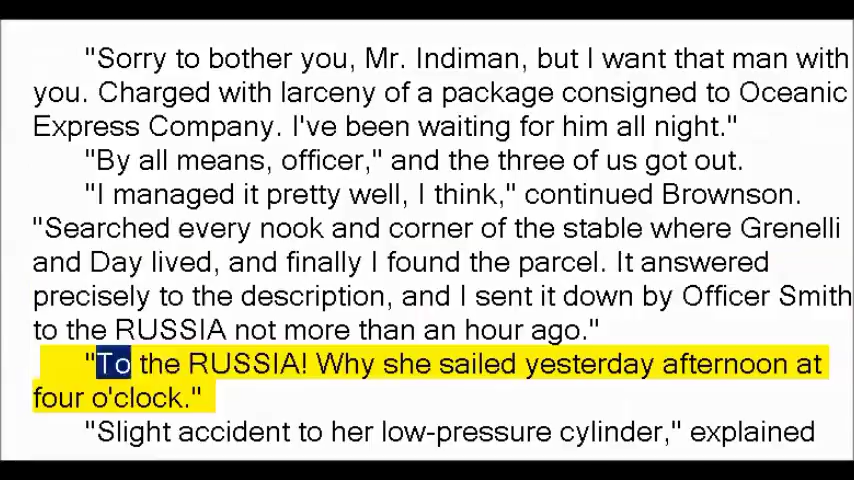 "Sorry to bother you, Mr. Indiman, but I want that man with
you. Charged with larceny of a package consigned to Oceanic
Express Company. I've been waiting for him all night."
"By all means, officer," and the three of us got out.
"I managed it pretty well, I think," continued Brownson.
"Searched every nook and corner of the stable where Grenelli
and Day lived, and finally I found the parcel. It answered
precisely to the description, and I sent it down by Officer Smith
to the RUSSIA not more than an hour ago."
"To the RUSSIA! Why she sailed yesterday afternoon at
four o'clock."
"Slight accident to her low-pressure cylinder," explained